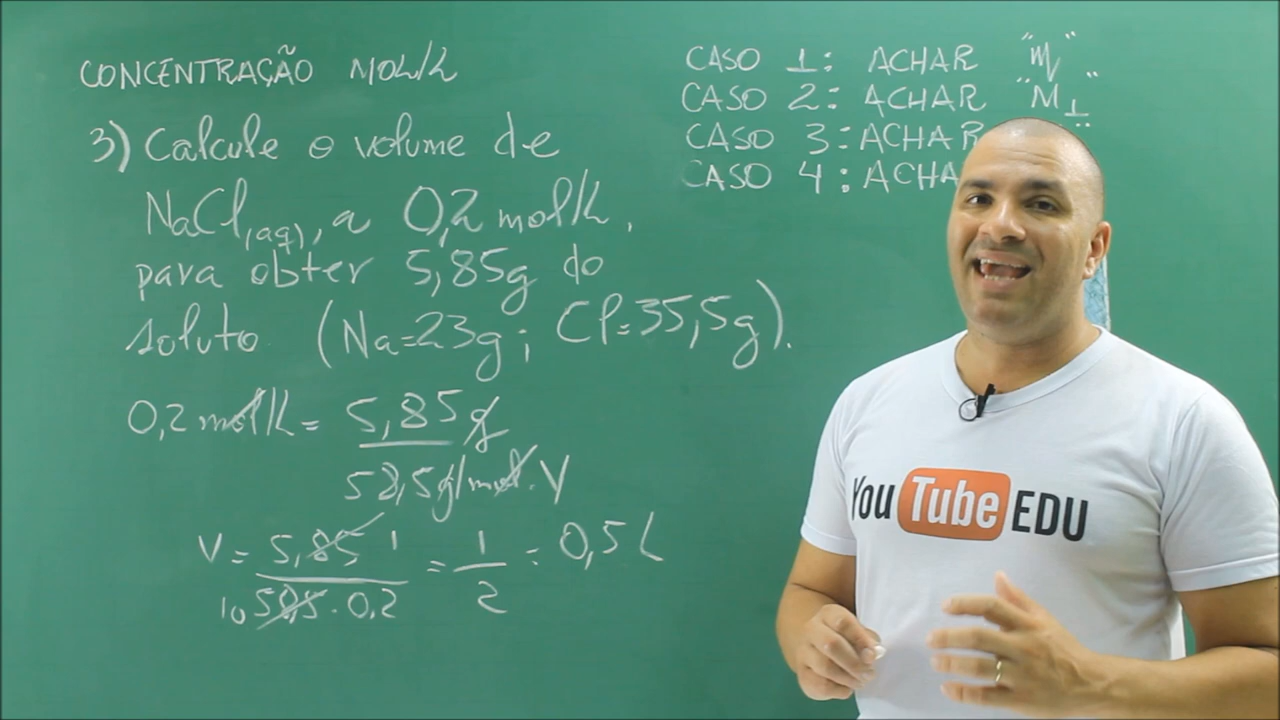 CONCENTRAÇÃO MOL/L
3) Calcule o volume de
NaCl(aq), a 0,2 mol/L,
para obter 5,85g do
soluto (Na=23g; Cl=35,5g).
0,2 mol/L = 5,85 g
58,5 g/mol . V
V = 5,85 1 = 1 = 0,5 L
10 58,5 . 0,2 2
CASO 1: ACHAR "m"
CASO 2: ACHAR "M1"
CASO 3: ACHAR
CASO 4: ACHA
YouTube EDU